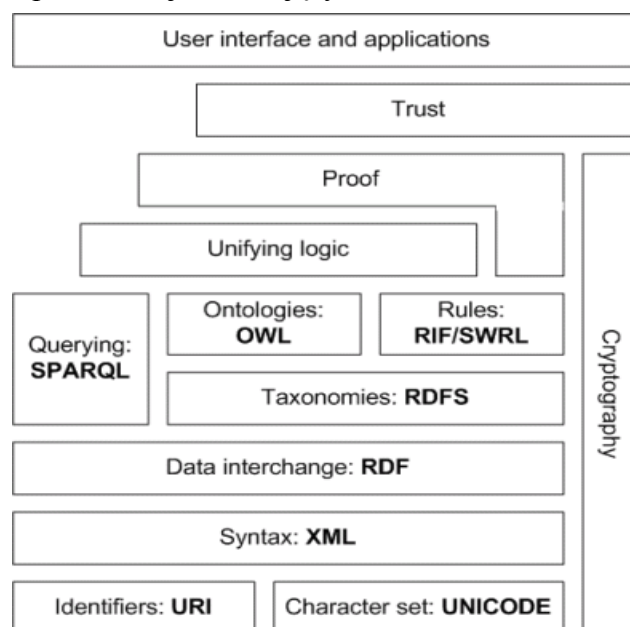 User interface and applications
Trust
Proof
Unifying logic
Ontologies:
OWL
Rules:
RIF/SWRL
Querying:
SPARQL
Taxonomies: RDFS
Cryptography
Data interchange: RDF
Syntax: XML
Identifiers: URI
Character set: UNICODE